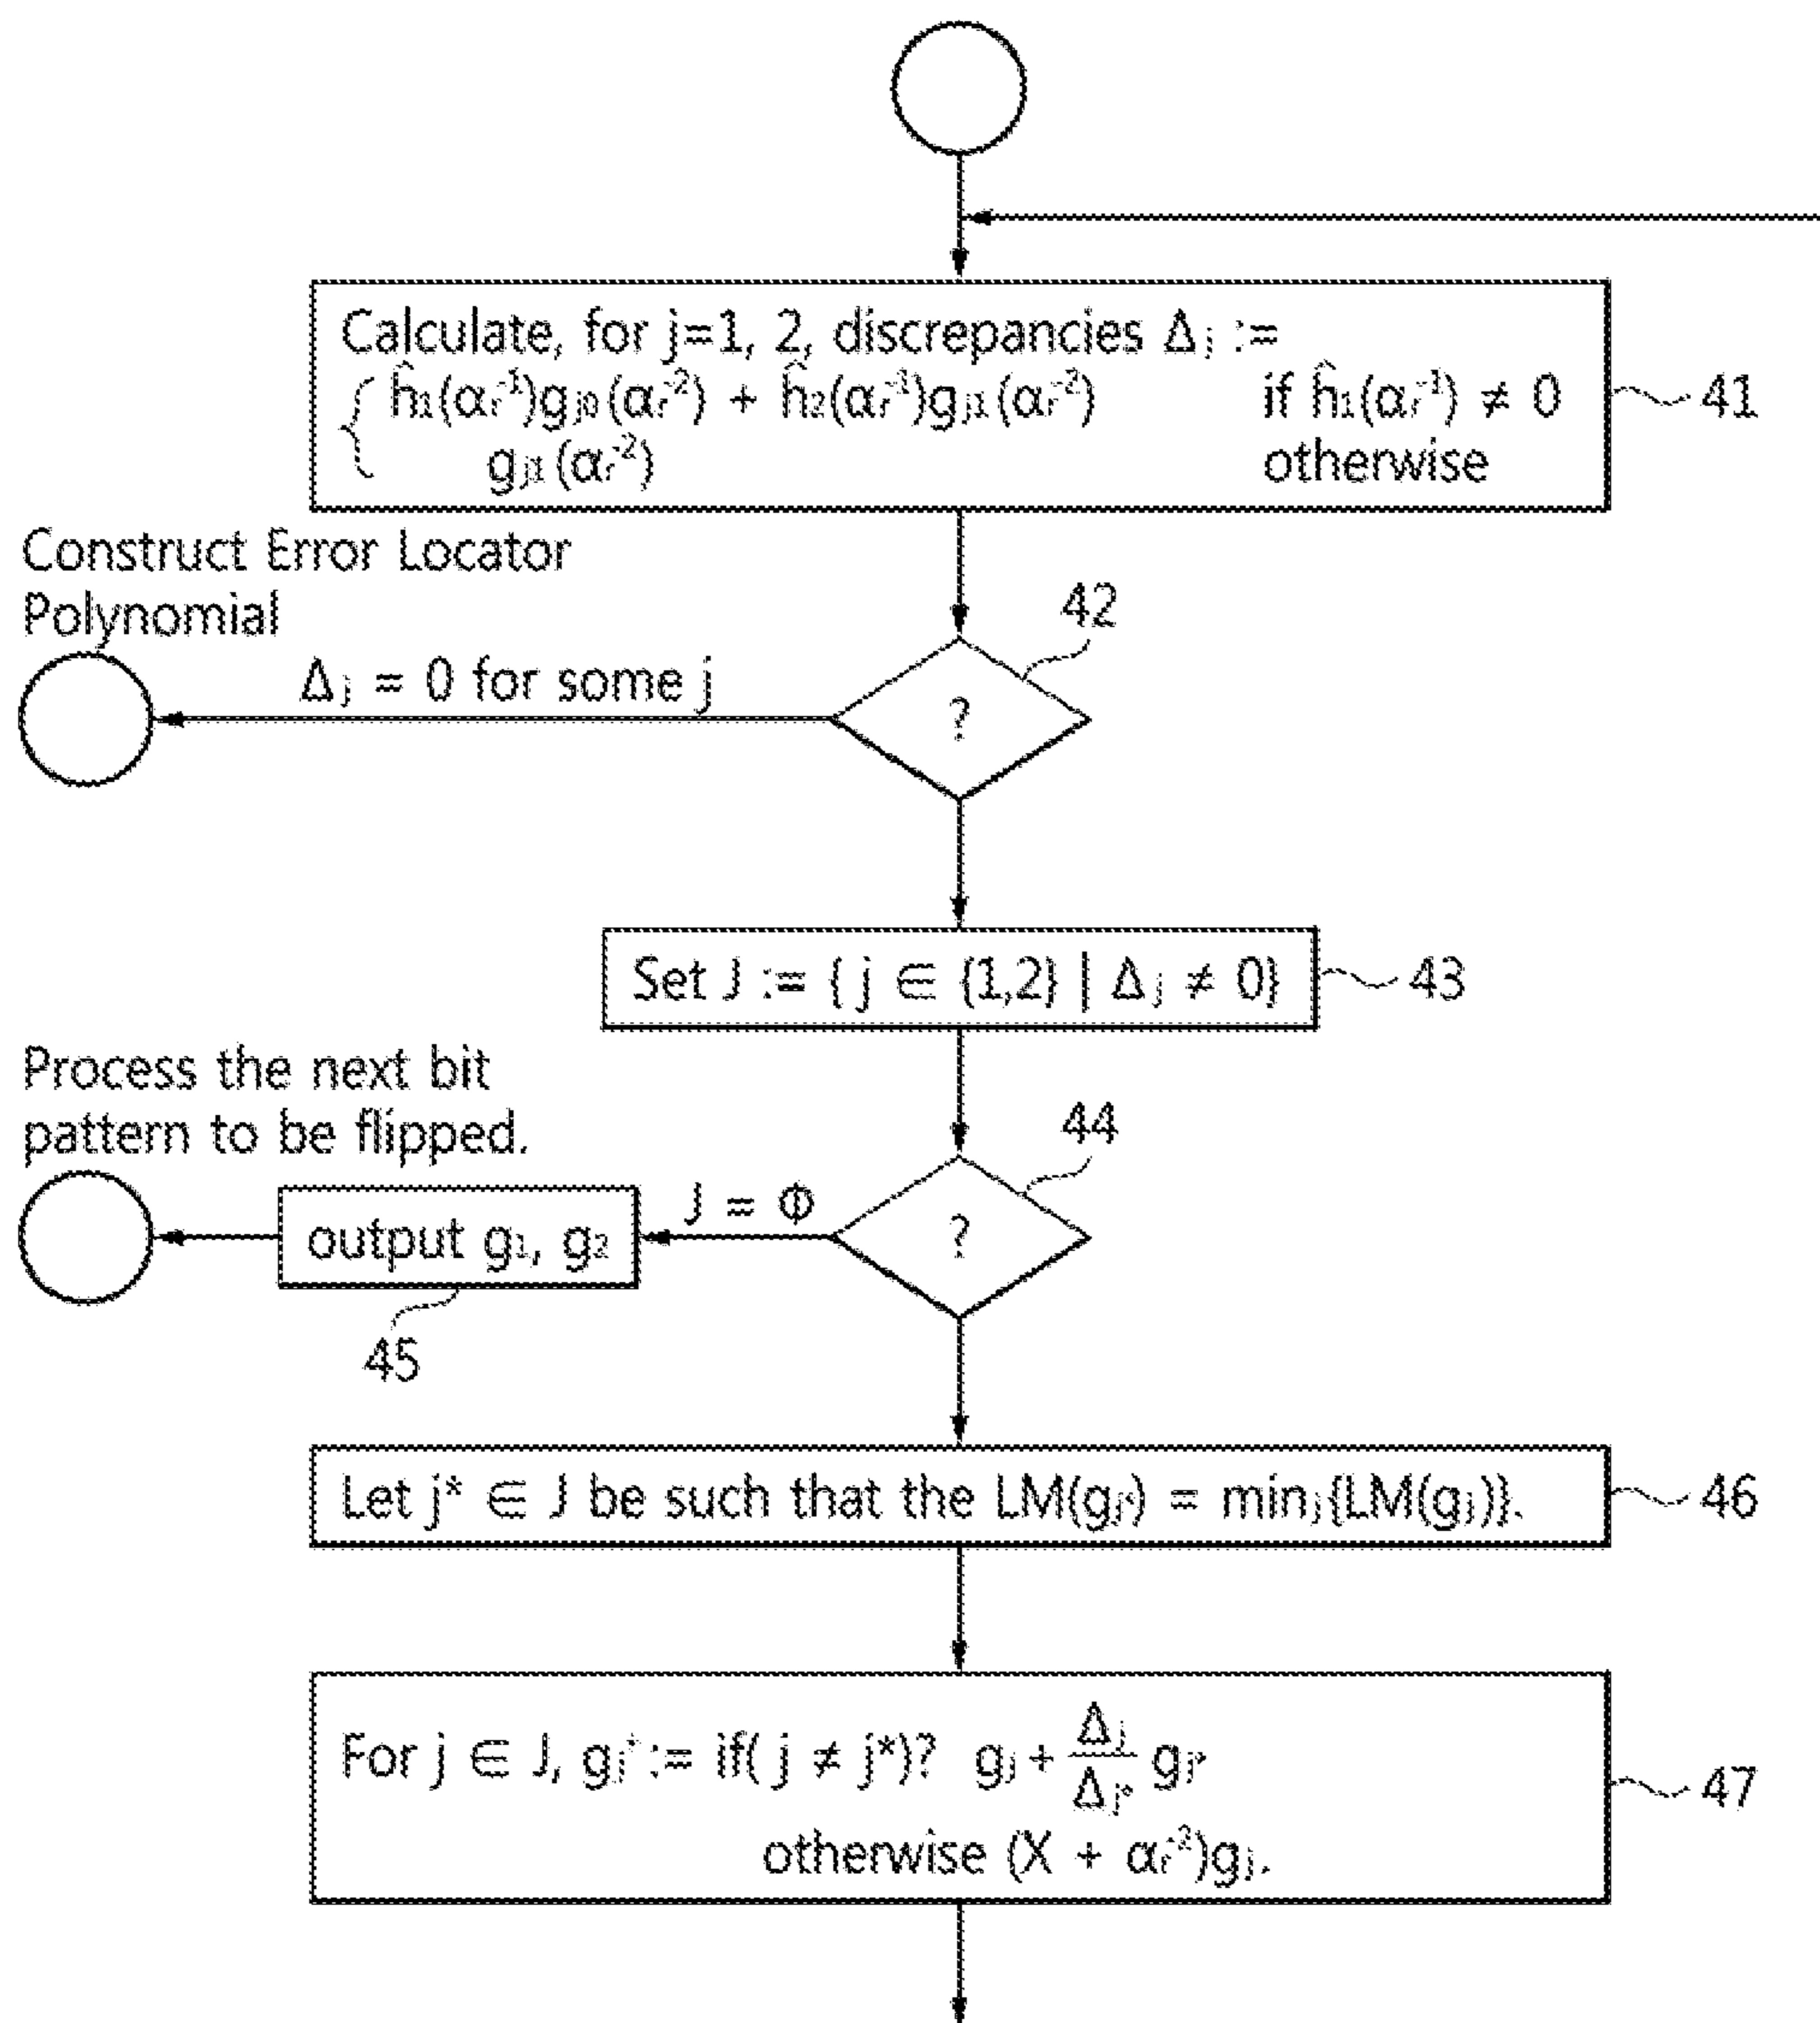 Calculate, for j=1, 2, discrepancies Δⱼ :=
ĥ₁(αᵣ⁻¹)gⱼ₀(αᵣ⁻²) + ĥ₂(αᵣ⁻¹)gⱼ₁(αᵣ⁻²) if ĥ₁(αᵣ⁻¹) ≠ 0
gⱼ₁(αᵣ⁻²) otherwise
41
Construct Error Locator
Polynomial
42
Δⱼ = 0 for some j
?
Set J := { j ∈ {1,2} | Δⱼ ≠ 0}
43
Process the next bit
pattern to be flipped.
44
J = Φ
?
output g₁, g₂
45
Let j* ∈ J be such that the LM(gⱼ*) = minⱼ{LM(gⱼ)}.
46
For j ∈ J, gⱼ⁺ := if( j ≠ j*)? gⱼ + Δⱼ/Δⱼ* gⱼ*
otherwise (X + αᵣ⁻²)gⱼ.
47